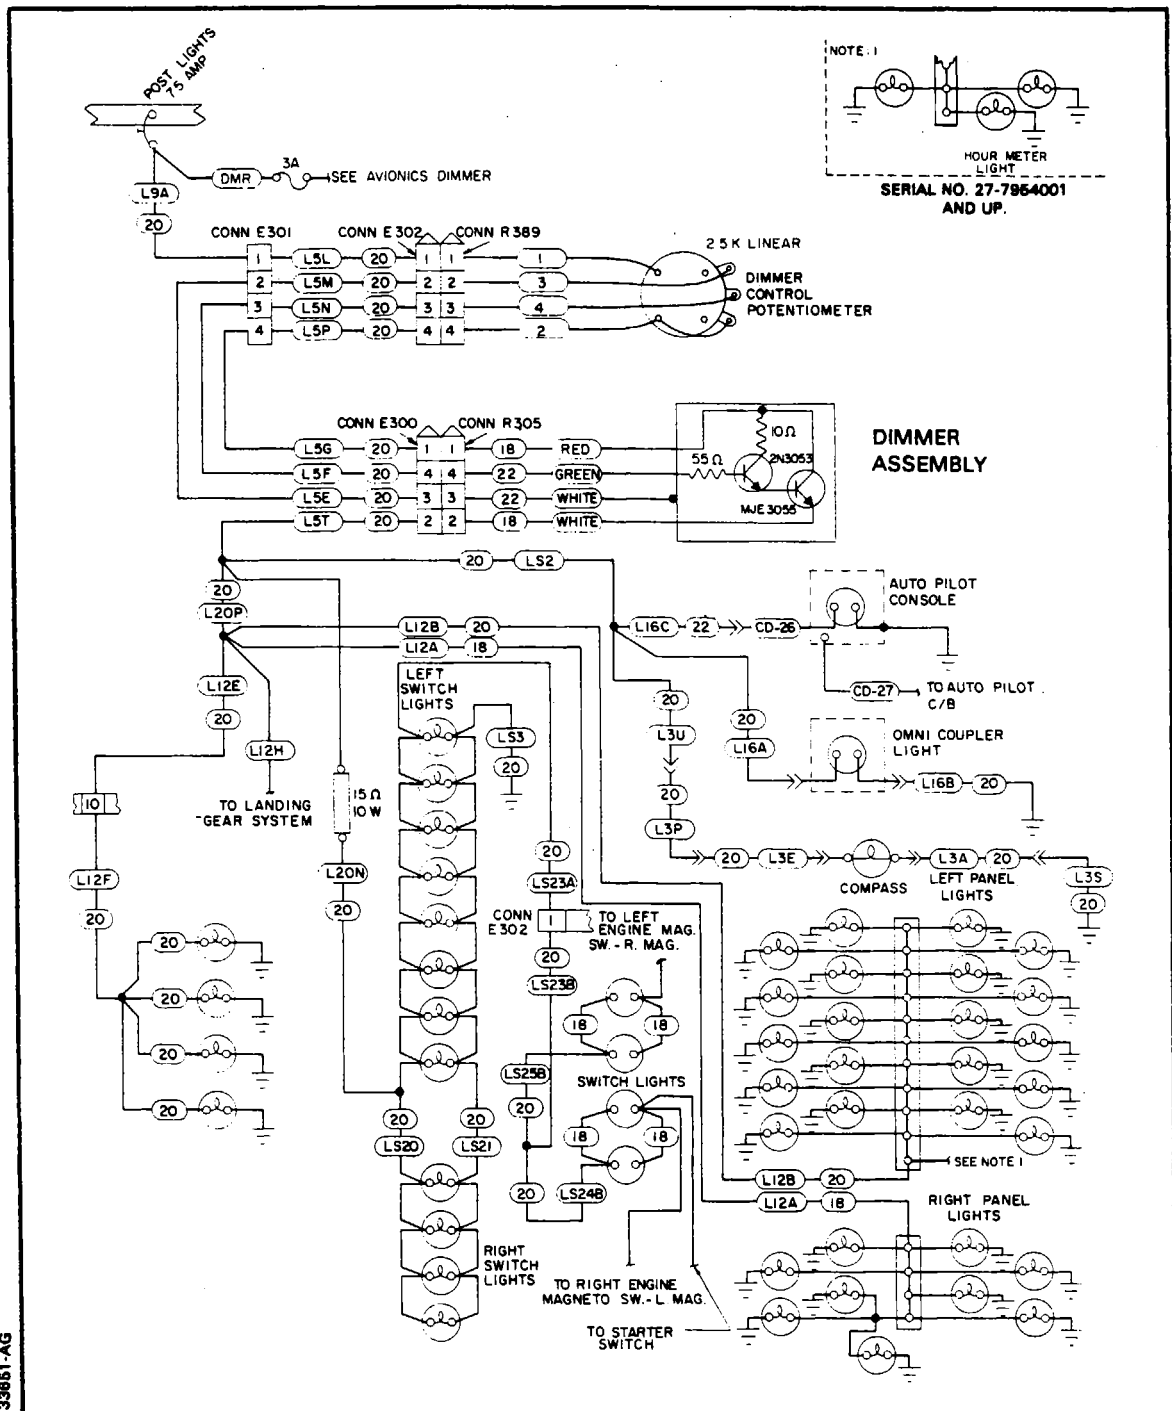 POST LIGHTS
7.5 AMP
NOTE: 1
HOUR METER
LIGHT
SERIAL NO. 27-7954001
AND UP.
DMR
3A
SEE AVIONICS DIMMER
L9A
20
CONN E301
CONN E302
CONN R389
2.5 K LINEAR
1 L5L 20 1 1 1
2 L5M 20 2 2 3
3 L5N 20 3 3 4
4 L5P 20 4 4 2
DIMMER
CONTROL
POTENTIOMETER
CONN E300
CONN R305
L5G 20 1 1 18 RED
L5F 20 4 4 22 GREEN
L5E 20 3 3 22 WHITE
L5T 20 2 2 18 WHITE
10Ω
55Ω
2N3053
MJE3055
DIMMER
ASSEMBLY
20 LS2
20
L20P
AUTO PILOT
CONSOLE
L12B 20
L12A 18
L16C 22 CD-26
CD-27
TO AUTO PILOT
C/B
L12E
20
L12H
TO LANDING
GEAR SYSTEM
LEFT
SWITCH
LIGHTS
LS3
20
20
L3U
20
L3P
20
L16A
OMNI COUPLER
LIGHT
L16B 20
10
15Ω
10W
L20N
20
L12F
20
20
20
20
20
20
LS23A
CONN
E302
1
20
LS23B
TO LEFT
ENGINE MAG.
SW.-R. MAG.
18 18
20 L3E
COMPASS
L3A 20
L3S
20
LEFT PANEL
LIGHTS
LS25B
20
SWITCH LIGHTS
18 18
20
LS20
20
LS21
20 LS24B
SEE NOTE 1
L12B 20
L12A 18
RIGHT PANEL
LIGHTS
RIGHT
SWITCH
LIGHTS
TO RIGHT ENGINE
MAGNETO SW.-L. MAG.
TO STARTER
SWITCH
33651-AG